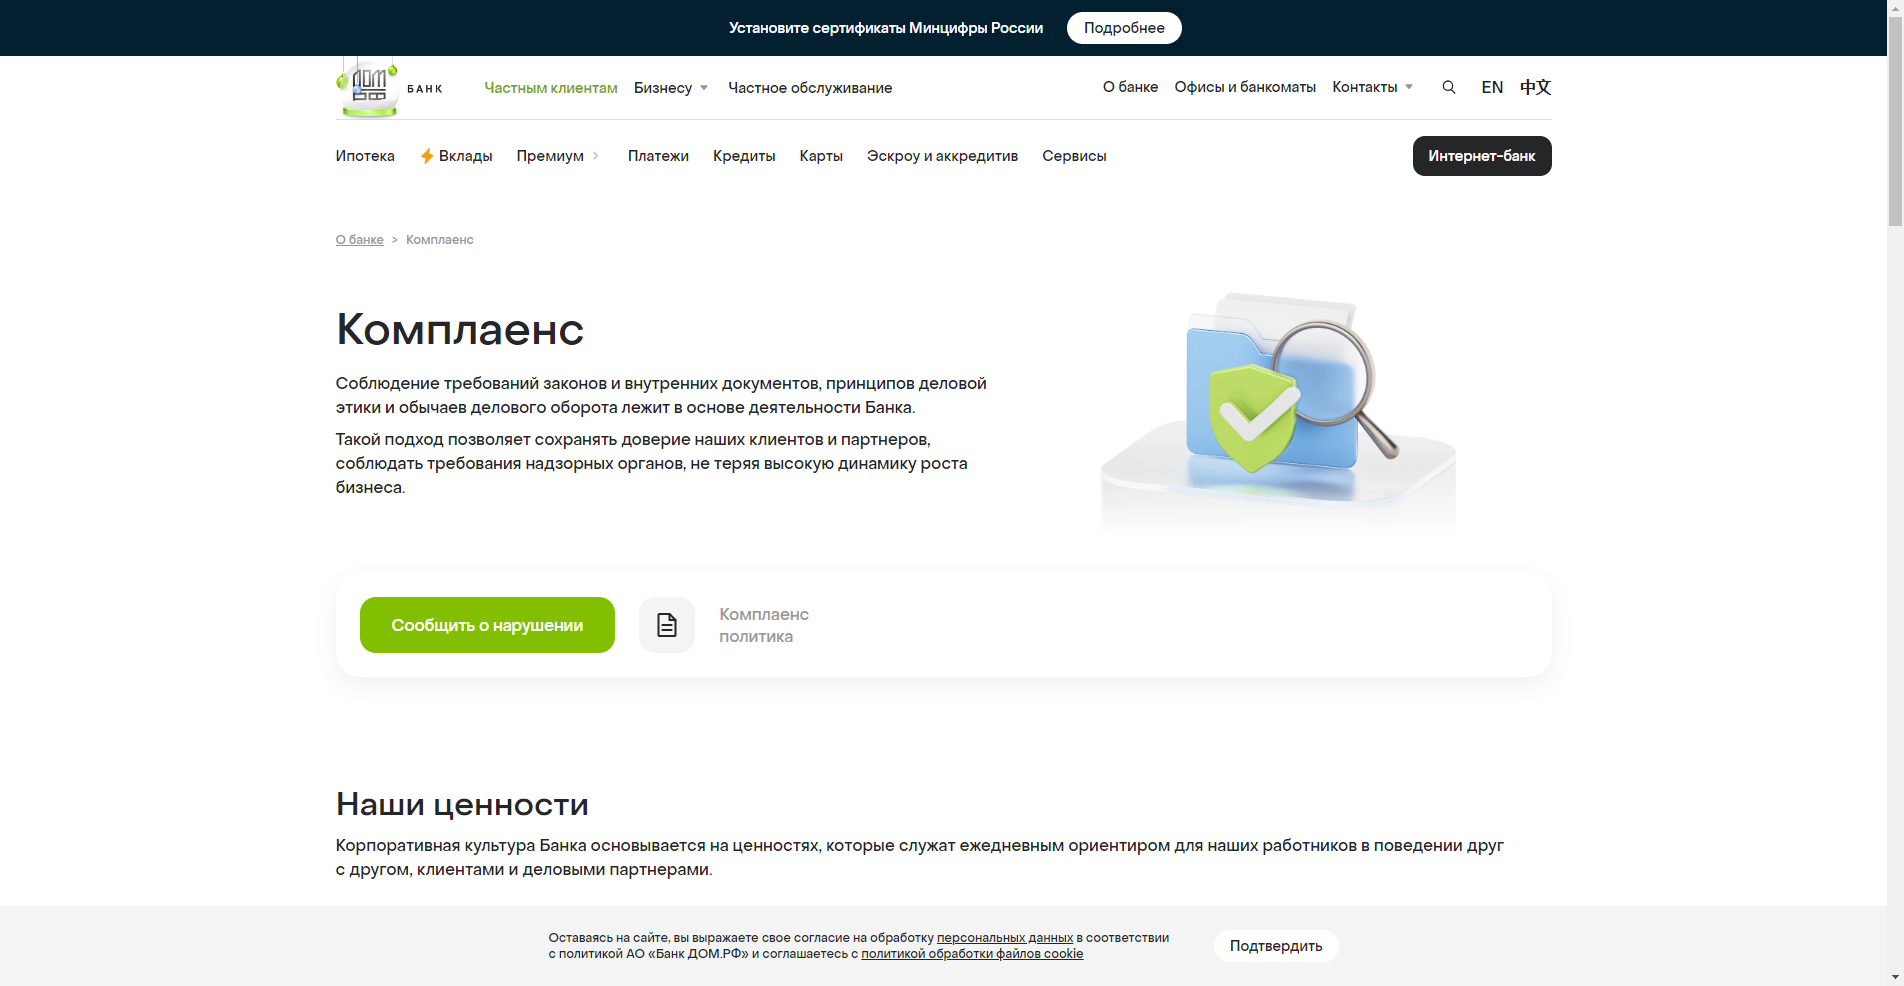 Установите сертификаты Минцифры России
Подробнее
ДОМ
РФ
БАНК
Частным клиентам
Бизнесу
Частное обслуживание
О банке
Офисы и банкоматы
Контакты
EN
中文
Ипотека
Вклады
Премиум
Платежи
Кредиты
Карты
Эскроу и аккредитив
Сервисы
Интернет-банк
О банке > Комплаенс
Комплаенс
Соблюдение требований законов и внутренних документов, принципов деловой
этики и обычаев делового оборота лежит в основе деятельности Банка.
Такой подход позволяет сохранять доверие наших клиентов и партнеров,
соблюдать требования надзорных органов, не теряя высокую динамику роста
бизнеса.
Сообщить о нарушении
Комплаенс
политика
Наши ценности
Корпоративная культура Банка основывается на ценностях, которые служат ежедневным ориентиром для наших работников в поведении друг
с другом, клиентами и деловыми партнерами.
Оставаясь на сайте, вы выражаете свое согласие на обработку персональных данных в соответствии
с политикой АО «Банк ДОМ.РФ» и соглашаетесь с политикой обработки файлов cookie
Подтвердить